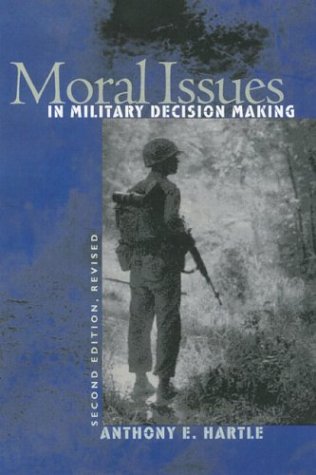 Moral Issues
IN MILITARY DECISION MAKING
SECOND EDITION, REVISED
ANTHONY E. HARTLE